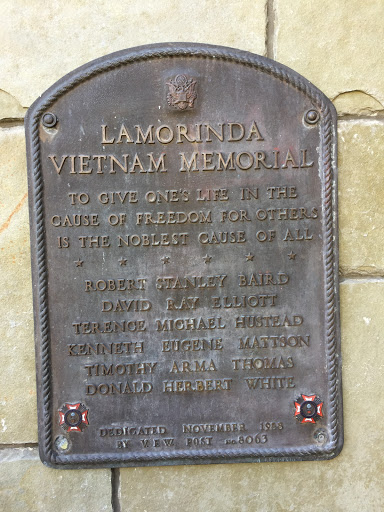 LAMORINDA
VIETNAM MEMORIAL
TO GIVE ONE'S LIFE IN THE
CAUSE OF FREEDOM FOR OTHERS
IS THE NOBLEST CAUSE OF ALL
ROBERT STANLEY BAIRD
DAVID RAY ELLIOTT
TERENCE MICHAEL HUSTEAD
KENNETH EUGENE MATTSON
TIMOTHY ARMA THOMAS
DONALD HERBERT WHITE
DEDICATED NOVEMBER
BY V.F.W. POST no. 8063